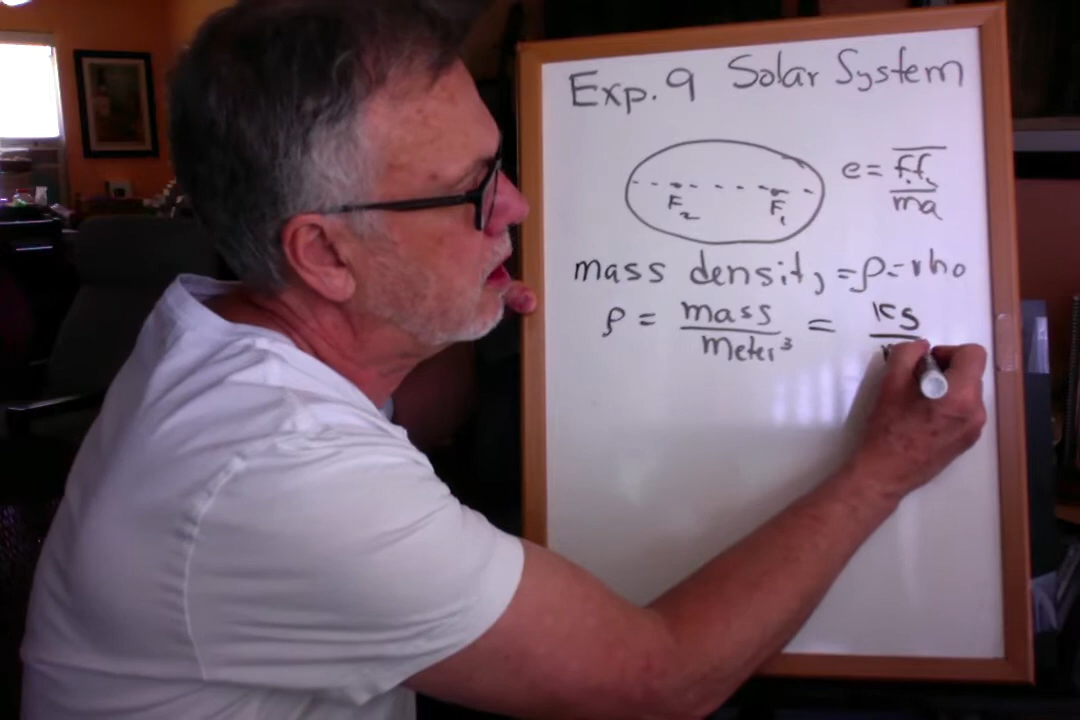 Exp. 9 Solar System
F₂ F₁ e = F₁F₂/ma
mass density = ρ = rho
ρ = mass/meter³ = kg/m